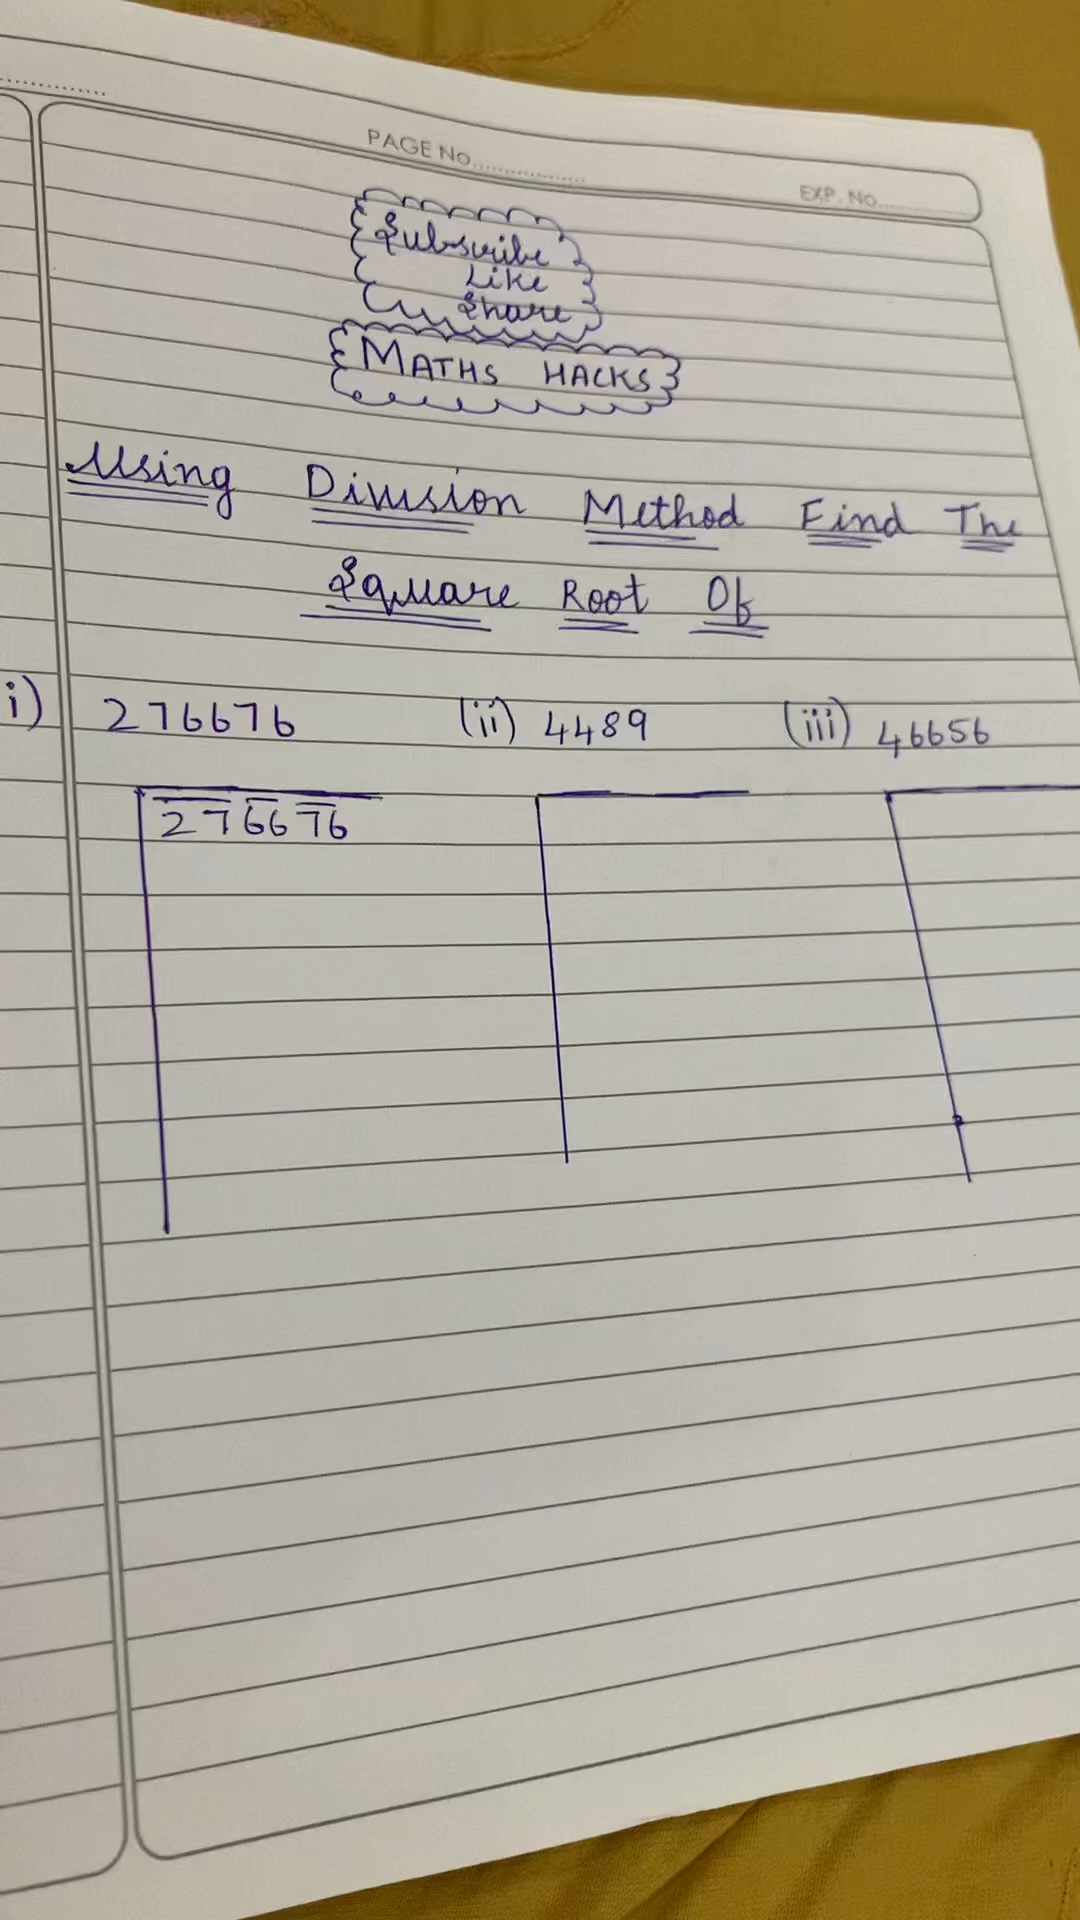 PAGE No.
EXP. No.
Subscribe
Like
Share
MATHS HACKS
Using Division Method Find The
Square Root Of
i) 276676 (ii) 4489 (iii) 46656
276676